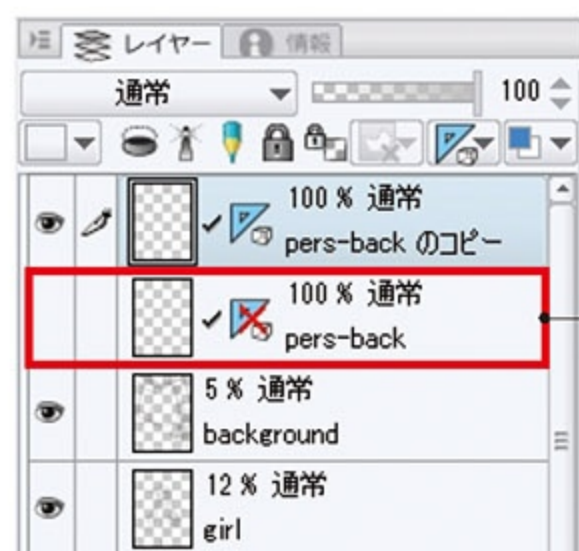 レイヤー 情報
通常 100
100 % 通常
pers-back のコピー
100 % 通常
pers-back
5 % 通常
background
12 % 通常
girl